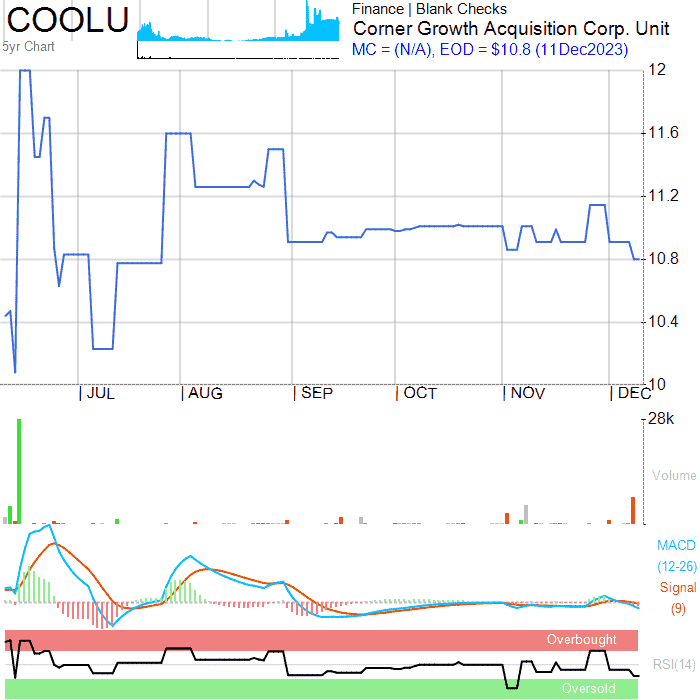 COOLU
5yr Chart
Finance | Blank Checks
Corner Growth Acquisition Corp. Unit
MC = (N/A), EOD = $10.8 (11Dec2023)
12
11.6
11.2
10.8
10.4
10
| JUL | AUG | SEP | OCT | NOV | DEC
28k
Volume
MACD
(12-26)
Signal
(9)
Overbought
RSI(14)
Oversold